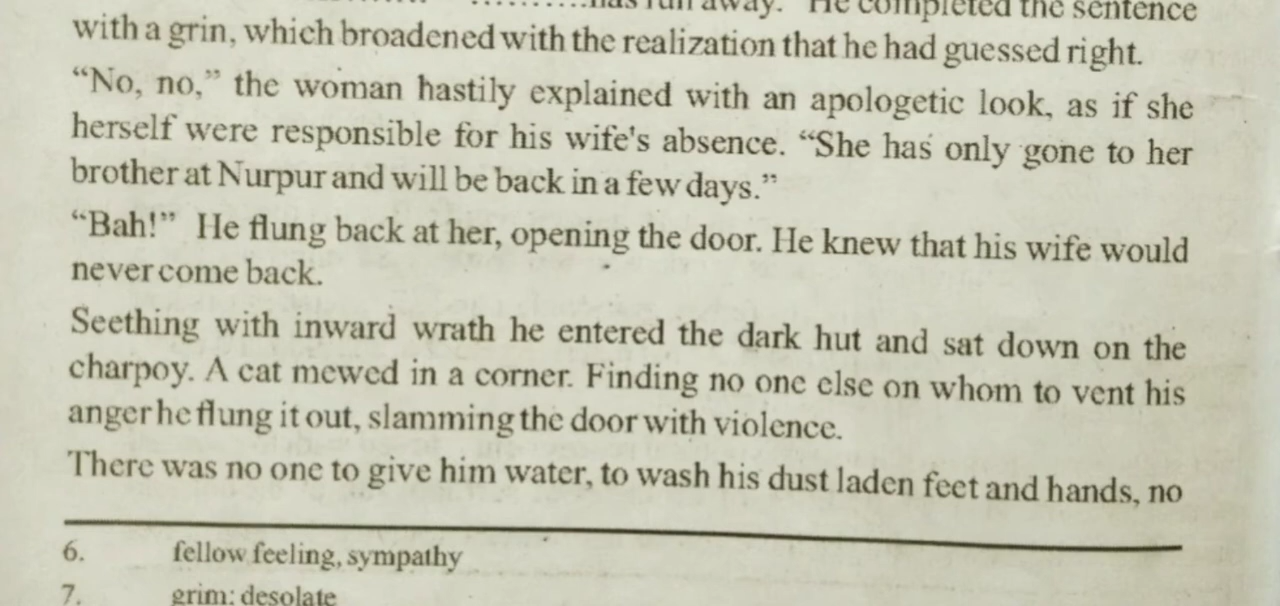 run away.” He completed the sentence
with a grin, which broadened with the realization that he had guessed right.
“No, no,” the woman hastily explained with an apologetic look, as if she
herself were responsible for his wife's absence. “She has only gone to her
brother at Nurpur and will be back in a few days.”
“Bah!” He flung back at her, opening the door. He knew that his wife would
never come back.
Seething with inward wrath he entered the dark hut and sat down on the
charpoy. A cat mewed in a corner. Finding no one else on whom to vent his
anger he flung it out, slamming the door with violence.
There was no one to give him water, to wash his dust laden feet and hands, no
6. fellow feeling, sympathy
7. grim: desolate